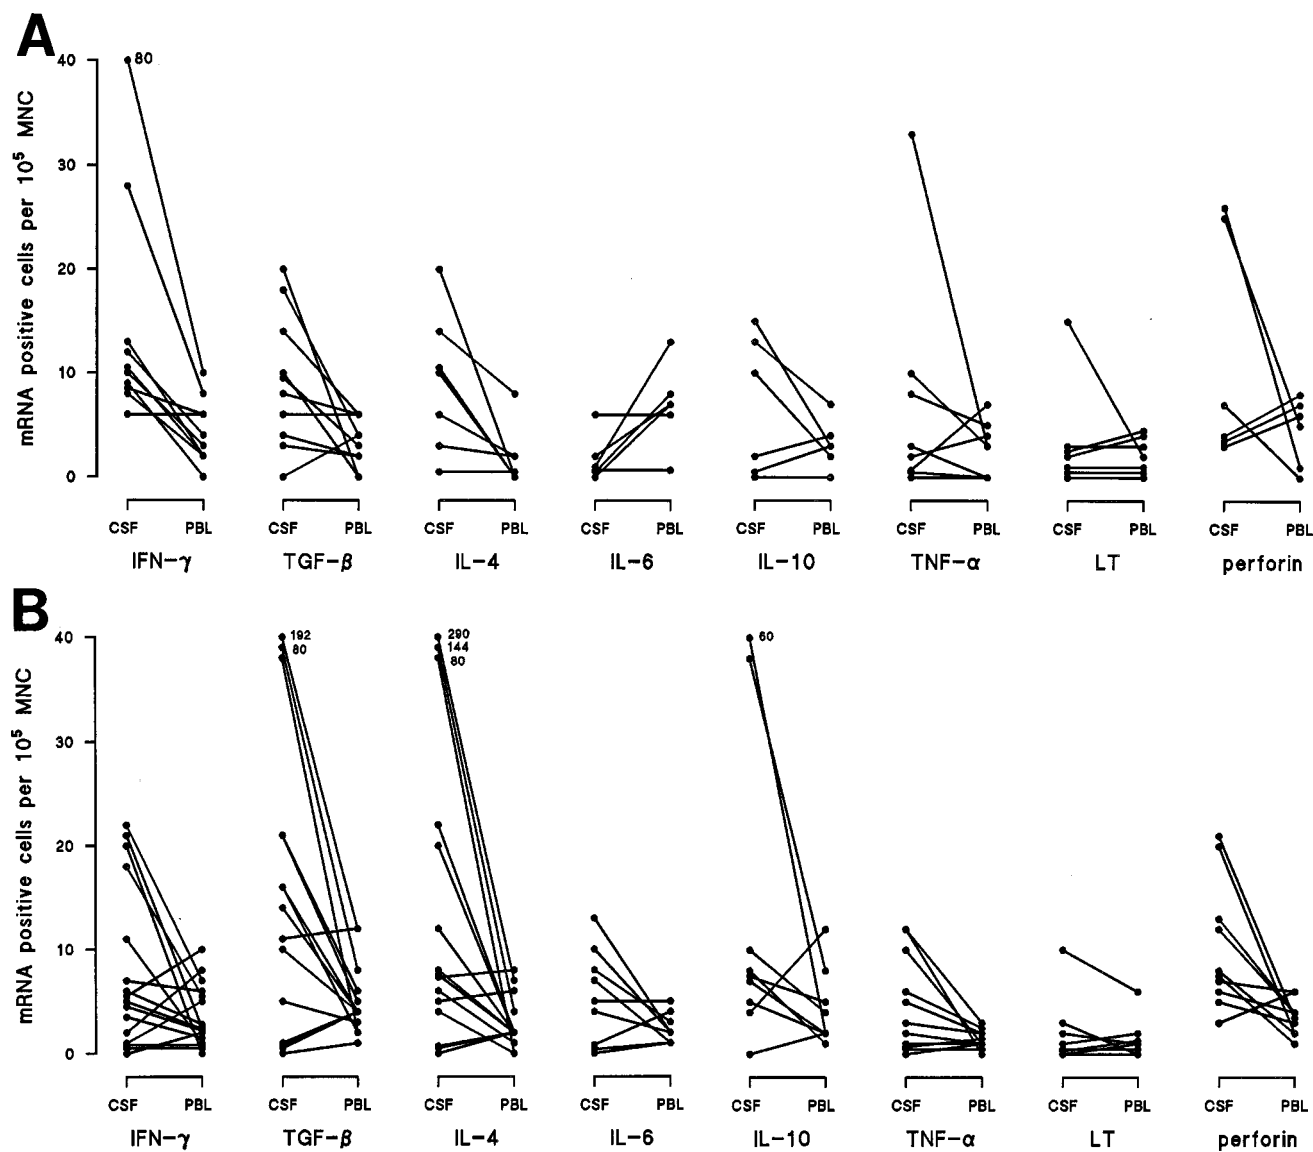 A
40
80
30
20
10
0
mRNA positive cells per 10⁵ MNC
CSF PBL CSF PBL CSF PBL CSF PBL CSF PBL CSF PBL CSF PBL CSF PBL
IFN-γ TGF-β IL-4 IL-6 IL-10 TNF-α LT perforin
B
40
192
80
290
144
80
60
30
20
10
0
mRNA positive cells per 10⁵ MNC
CSF PBL CSF PBL CSF PBL CSF PBL CSF PBL CSF PBL CSF PBL CSF PBL
IFN-γ TGF-β IL-4 IL-6 IL-10 TNF-α LT perforin